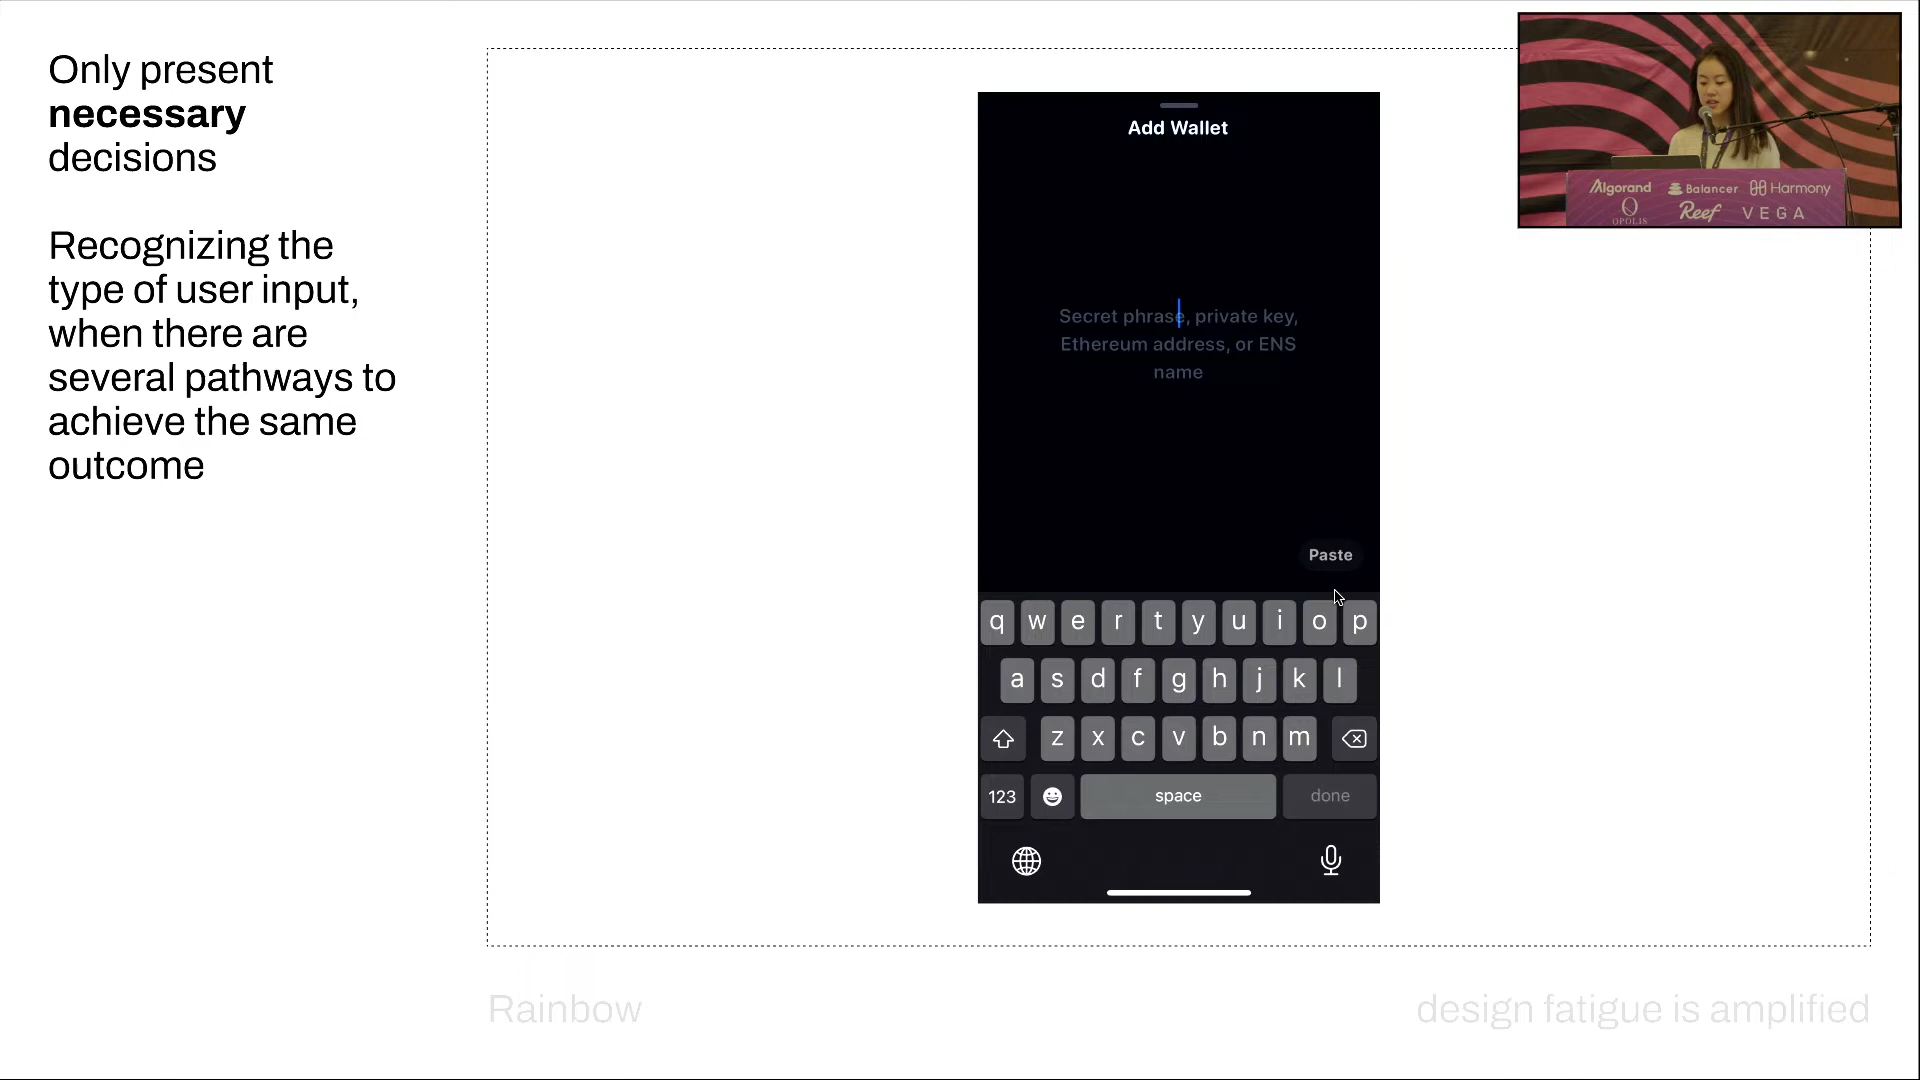 Only present
necessary
decisions
Recognizing the
type of user input,
when there are
several pathways to
achieve the same
outcome
Add Wallet
Secret phrase, private key,
Ethereum address, or ENS
name
Paste
q w e r t y u i o p
a s d f g h j k l
z x c v b n m
123 space done
Algorand Balancer Harmony
OPOLIS Reef VEGA
Rainbow
design fatigue is amplified